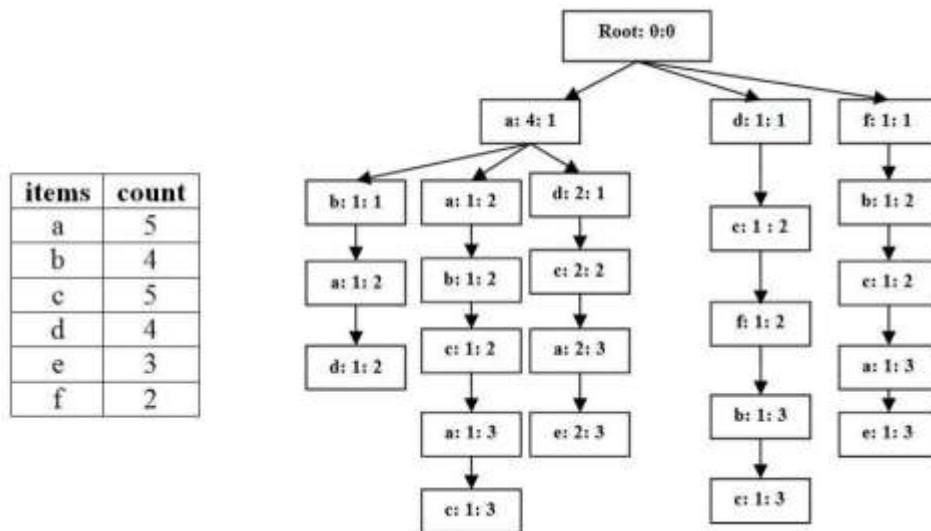 items count
a 5
b 4
c 5
d 4
e 3
f 2
Root: 0:0
a: 4: 1
d: 1: 1
f: 1: 1
b: 1: 1
a: 1: 2
d: 2: 1
b: 1: 2
c: 1 : 2
a: 1: 2
b: 1: 2
c: 2: 2
c: 1: 2
f: 1: 2
d: 1: 2
c: 1: 2
a: 2: 3
a: 1: 3
b: 1: 3
a: 1: 3
e: 2: 3
e: 1: 3
c: 1: 3
c: 1: 3